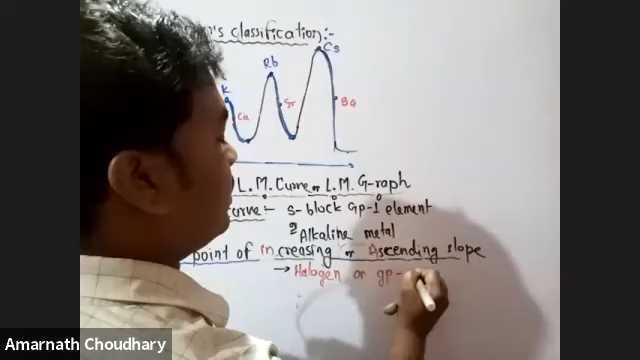 's classification:-
Cs
Rb
K
Ca
Sr
Ba
L.M. Curve or L.M. Graph
curve:- s-block Gp-1 element
Alkaline metal
point of increasing or Ascending slope
→ Halogen or gp-
Amarnath Choudhary